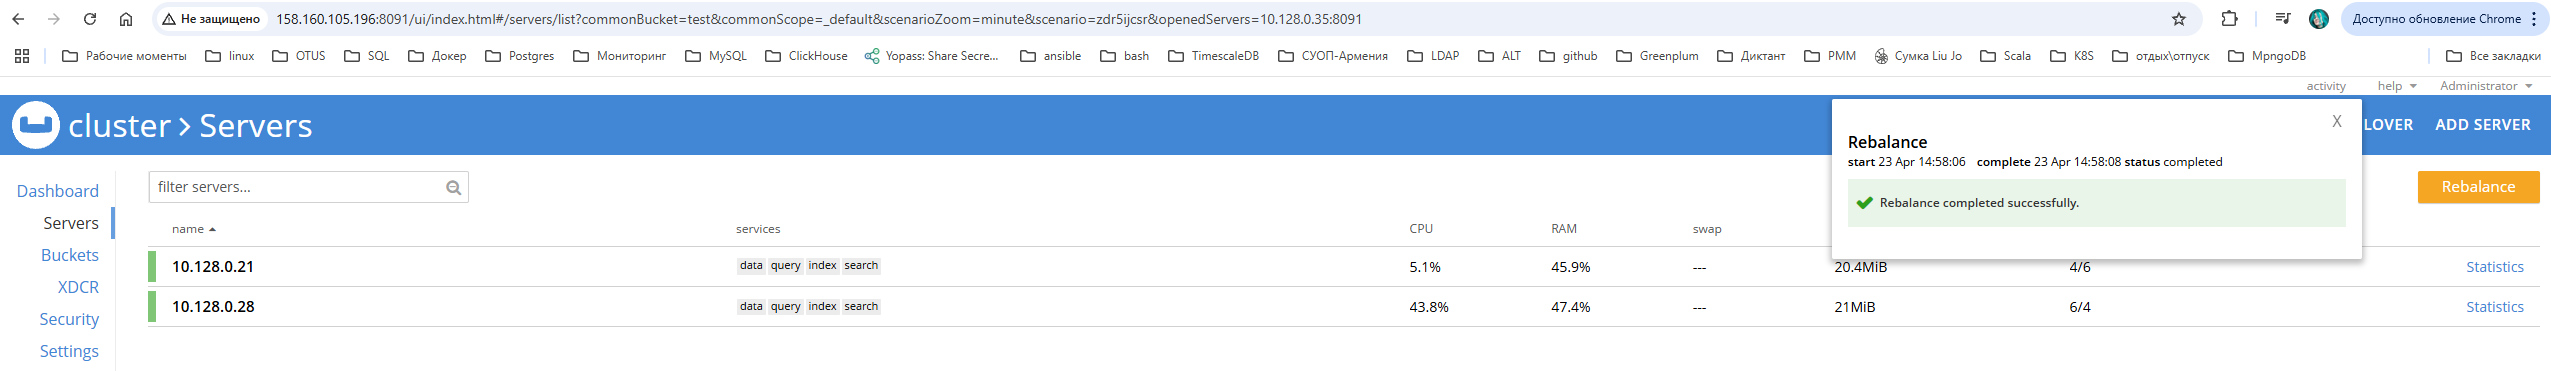 Не защищено 158.160.105.196:8091/ui/index.html#/servers/list?commonBucket=test&commonScope=_default&scenarioZoom=minute&scenario=zdr5ijcsr&openedServers=10.128.0.35:8091 Доступно обновление Chrome
Рабочие моменты linux OTUS SQL Докер Postgres Мониторинг MySQL ClickHouse Yopass: Share Secre... ansible bash TimescaleDB СУОП-Армения LDAP ALT github Greenplum Диктант PMM Сумка Liu Jo Scala K8S отдых\отпуск MpngoDB Все закладки
activity help Administrator
cluster > Servers
LOVER ADD SERVER
X
Rebalance
start 23 Apr 14:58:06 complete 23 Apr 14:58:08 status completed
Rebalance completed successfully.
Dashboard
Servers
Buckets
XDCR
Security
Settings
filter servers...
Rebalance
name services CPU RAM swap
10.128.0.21 data query index search 5.1% 45.9% --- 20.4MiB 4/6 Statistics
10.128.0.28 data query index search 43.8% 47.4% --- 21MiB 6/4 Statistics